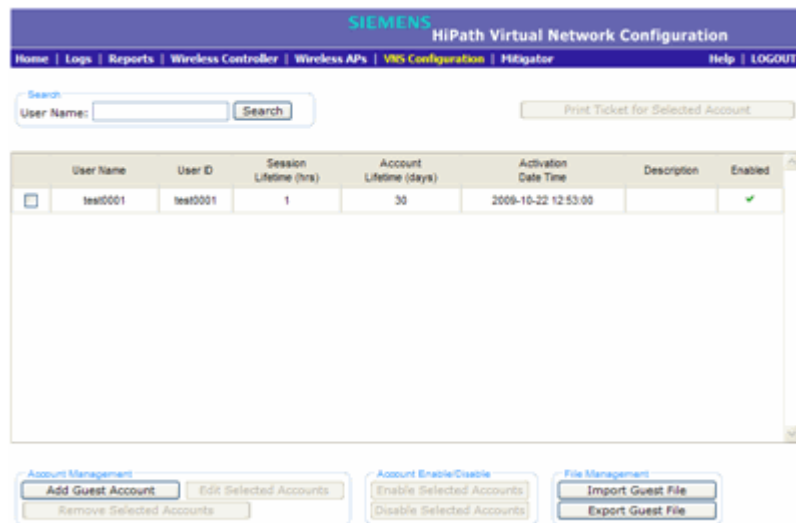 SIEMENS
HiPath Virtual Network Configuration
Home | Logs | Reports | Wireless Controller | Wireless APs | VNS Configuration | Mitigator Help | LOGOUT
Search
User Name: Search Print Ticket for Selected Account
User Name User ID Session Lifetime (hrs) Account Lifetime (days) Activation Date Time Description Enabled
test0001 test0001 1 30 2009-10-22 12:53:00
Account Management Account Enable/Disable File Management
Add Guest Account Edit Selected Accounts Enable Selected Accounts Import Guest File
Remove Selected Accounts Disable Selected Accounts Export Guest File